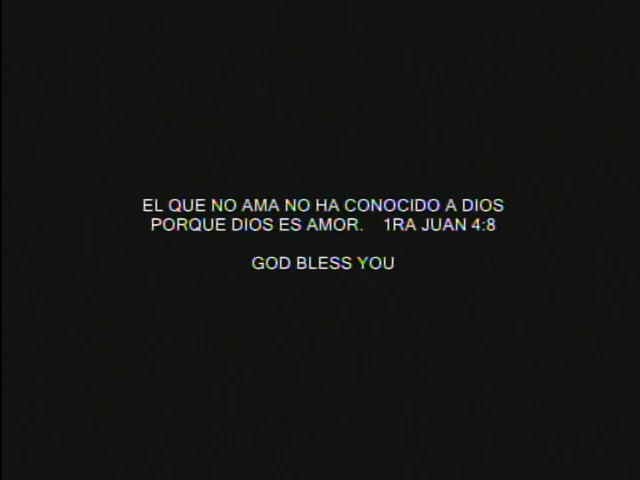 EL QUE NO AMA NO HA CONOCIDO A DIOS
PORQUE DIOS ES AMOR. 1RA JUAN 4:8
GOD BLESS YOU